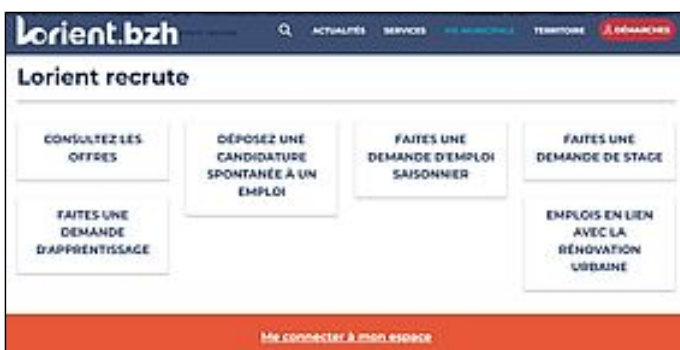 Lorient.bzh
ACTUALITÉS SERVICES VIE MUNICIPALE TERRITOIRE DÉMARCHES
Lorient recrute
CONSULTEZ LES
OFFRES
DÉPOSEZ UNE
CANDIDATURE
SPONTANÉE À UN
EMPLOI
FAITES UNE
DEMANDE D'EMPLOI
SAISONNIER
FAITES UNE
DEMANDE DE STAGE
FAITES UNE
DEMANDE
D'APPRENTISSAGE
EMPLOIS EN LIEN
AVEC LA
RÉNOVATION
URBAINE
Me connecter à mon espace